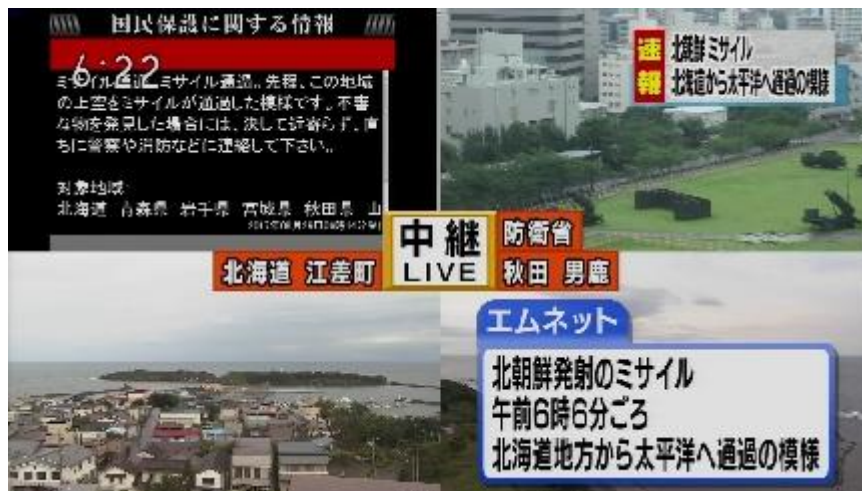 国民保護に関する情報
6:22
ミサイル通過。ミサイル通過。先程、この地域
の上空をミサイルが通過した模様です。不審
な物を発見した場合には、決して近寄らず、直
ちに警察や消防などに連絡して下さい。
対象地域:
北海道 青森県 岩手県 宮城県 秋田県 山
速報
北朝鮮 ミサイル
北海道から太平洋へ通過の模様
中継
LIVE
防衛省
北海道 江差町
秋田 男鹿
エムネット
北朝鮮発射のミサイル
午前6時6分ごろ
北海道地方から太平洋へ通過の模様